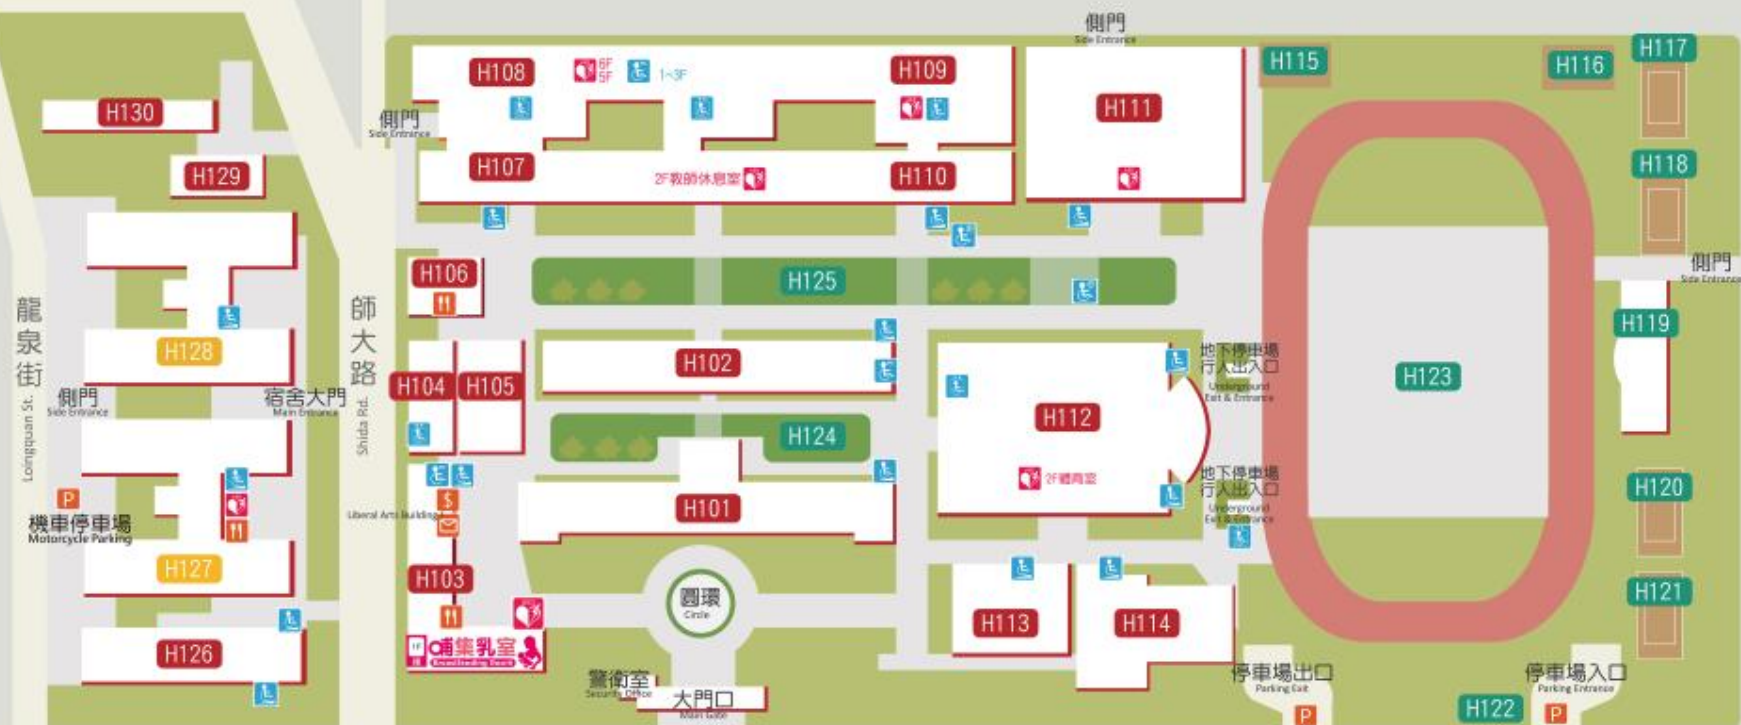 側門
Side Entrance
H117
H115
H116
H108
6F
5F
1~3F
H109
H111
H130
側門
Side Entrance
H107
2F教師休息室
H110
H118
H129
側門
Side Entrance
H106
H125
龍泉街
Loingquan St.
師大路
Shida Rd.
H119
H128
H102
地下停車場
行人出入口
Underground
Exit & Entrance
H104
H105
H123
側門
Side Entrance
宿舍大門
Main Entrance
H112
H124
2F體育室
地下停車場
行人出入口
Underground
Exit & Entrance
H120
P
機車停車場
Motorcycle Parking
$
Liberal Arts Building
H101
H127
H103
圓環
Circle
H121
H113
H114
H126
1F
哺集乳室
Breastfeeding Room
警衛室
Security Office
大門口
Main Gate
停車場出口
Parking Exit
P
停車場入口
Parking Entrance
P
H122